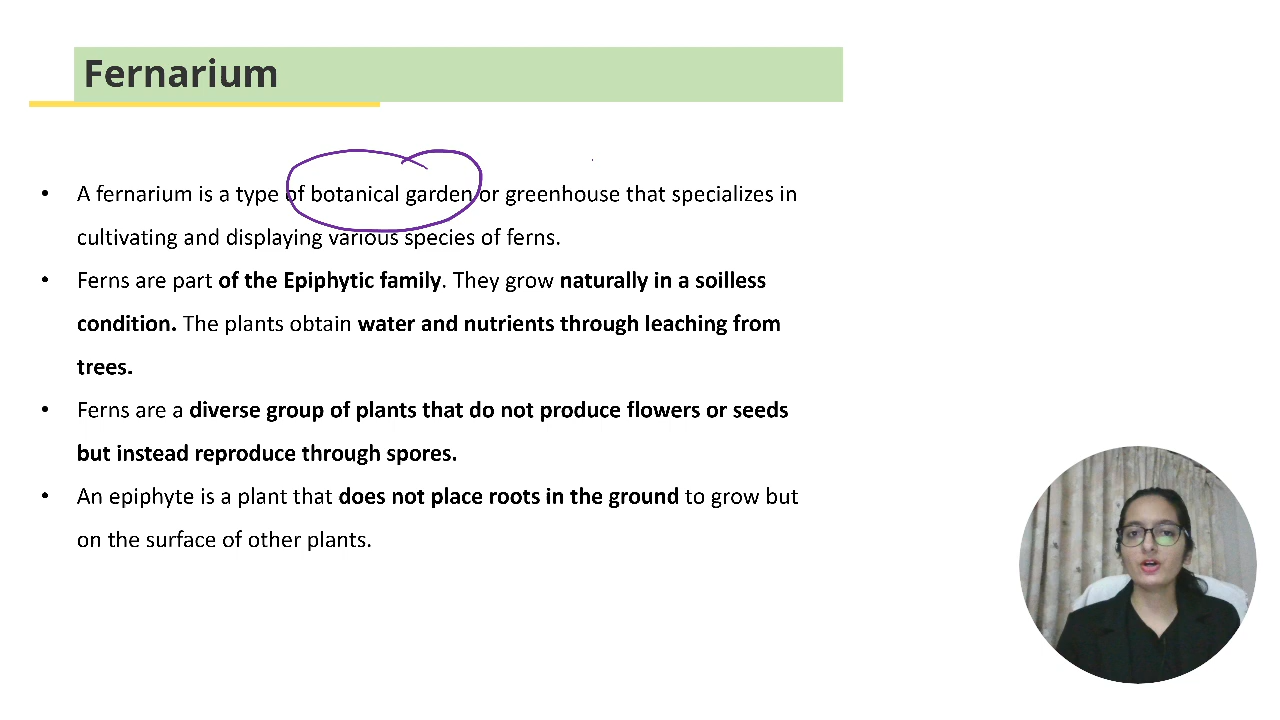 Fernarium
• A fernarium is a type of botanical garden or greenhouse that specializes in
cultivating and displaying various species of ferns.
• Ferns are part of the Epiphytic family. They grow naturally in a soilless
condition. The plants obtain water and nutrients through leaching from
trees.
• Ferns are a diverse group of plants that do not produce flowers or seeds
but instead reproduce through spores.
• An epiphyte is a plant that does not place roots in the ground to grow but
on the surface of other plants.